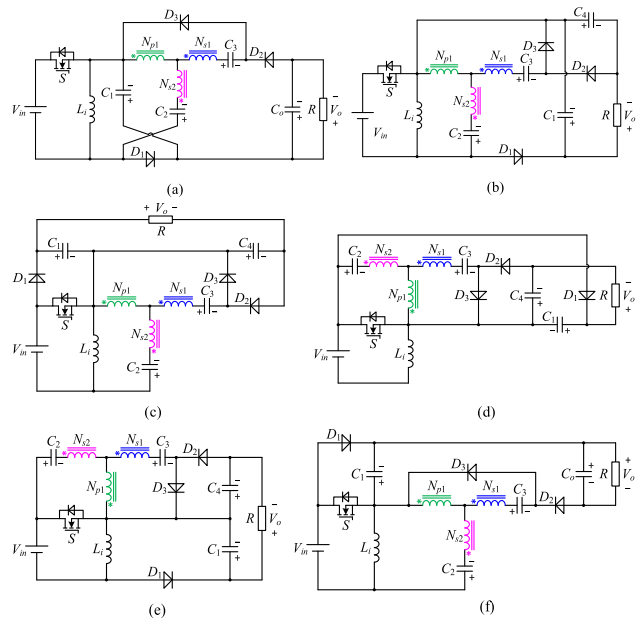 D3
Np1 Ns1 C3 D2
+ −
S
Vin Li C1 + − Ns2 C2 + − Co − + R − Vo +
D1
(a)
C4
+ −
D3
Np1 Ns1 C3 D2
+ −
S
Vin Li Ns2 C2 − + C1 − + R − Vo +
D1
(b)
+ Vo −
R
C1 C4
+ − + −
D1 D3
Np1 Ns1 C3 D2
+ −
S
Vin Li Ns2 C2 − +
(c)
C2 Ns2 Ns1 C3 D2
+ − + −
Np1 D3 C4 − + D1 R − Vo +
C1
− +
S
Vin Li
(d)
C2 Ns2 Ns1 C3 D2
+ − + −
Np1 D3 C4 − +
S
R − Vo +
Vin Li C1 − +
D1
(e)
D1
C1 + − D3 Co + − R + Vo −
Np1 Ns1 C3 D2
+ −
S
Vin Li Ns2 C2 − +
(f)